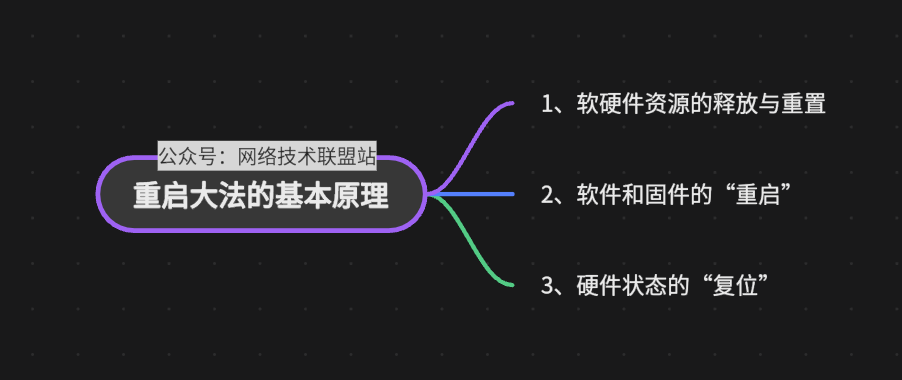 公众号：网络技术联盟站
重启大法的基本原理
1、软硬件资源的释放与重置
2、软件和固件的“重启”
3、硬件状态的“复位”